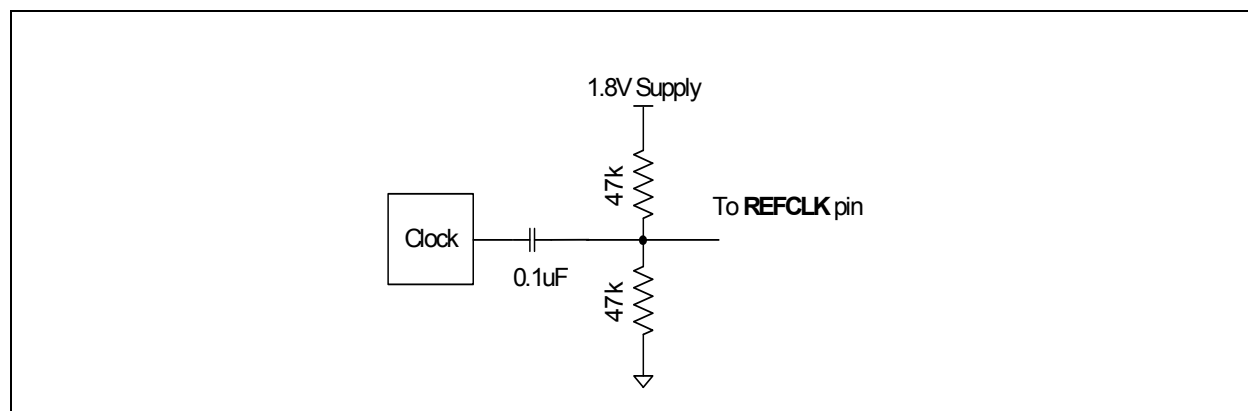 1.8V Supply
47k
To REFCLK pin
Clock
0.1uF
47k